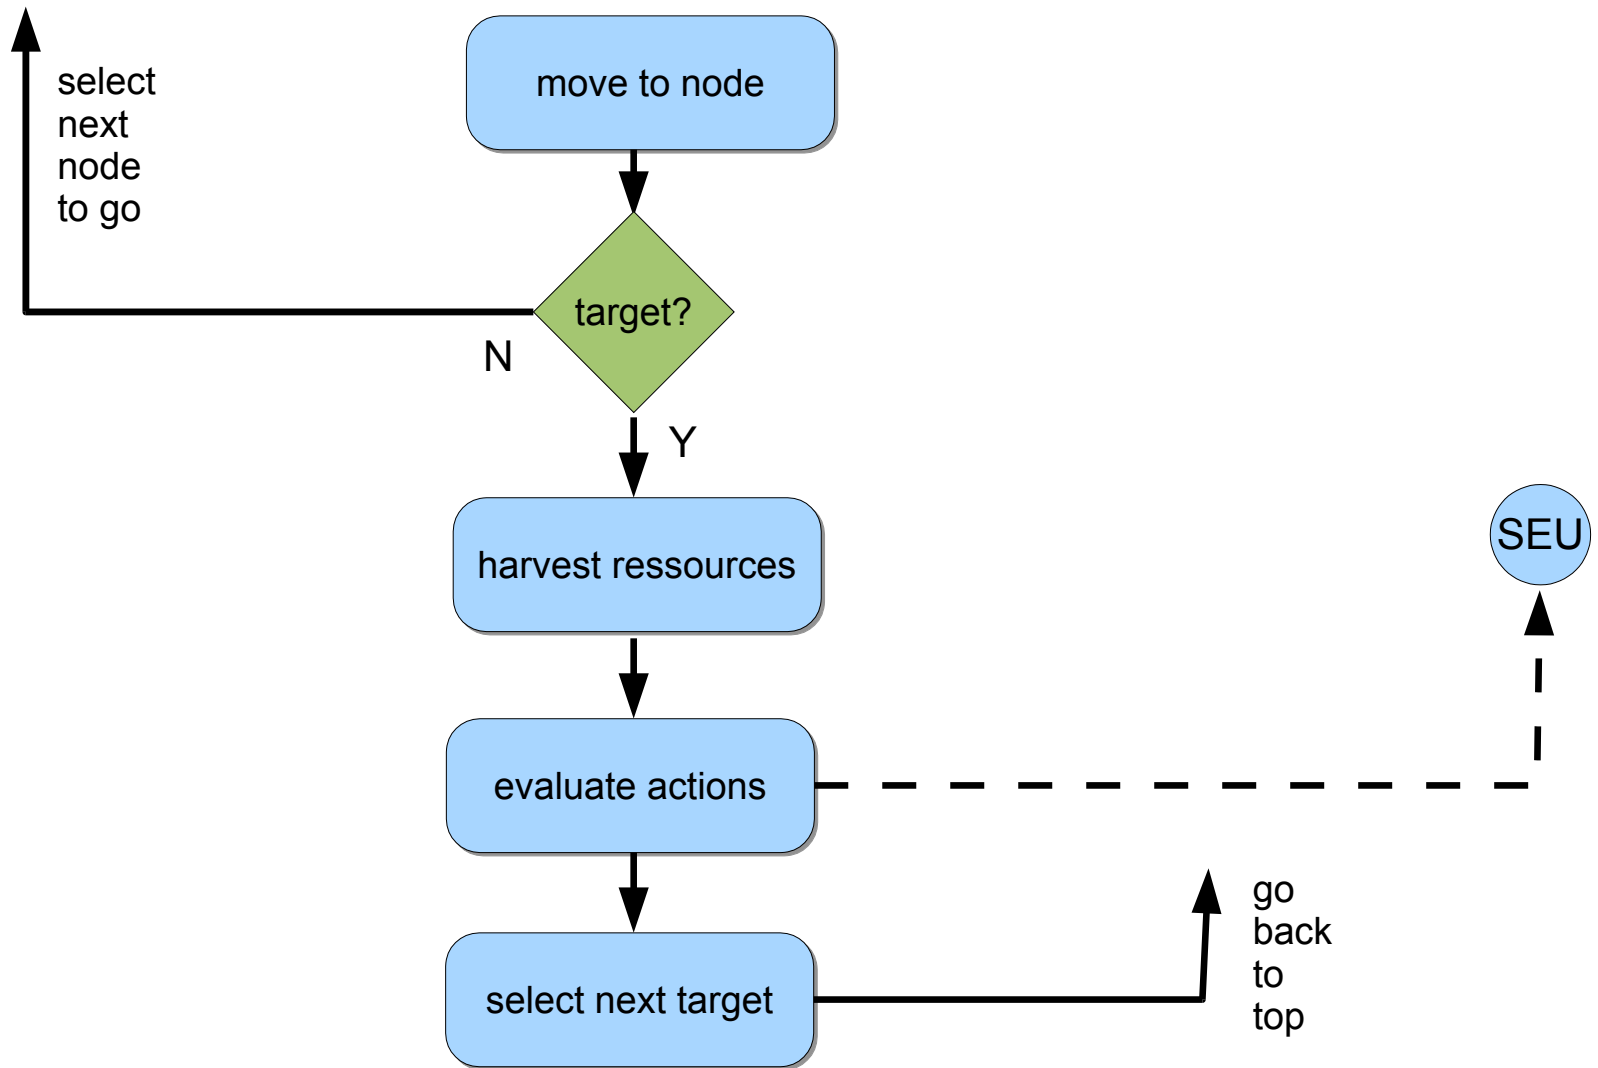 select
next
node
to go
move to node
target?
N
Y
harvest ressources
SEU
evaluate actions
select next target
go
back
to
top